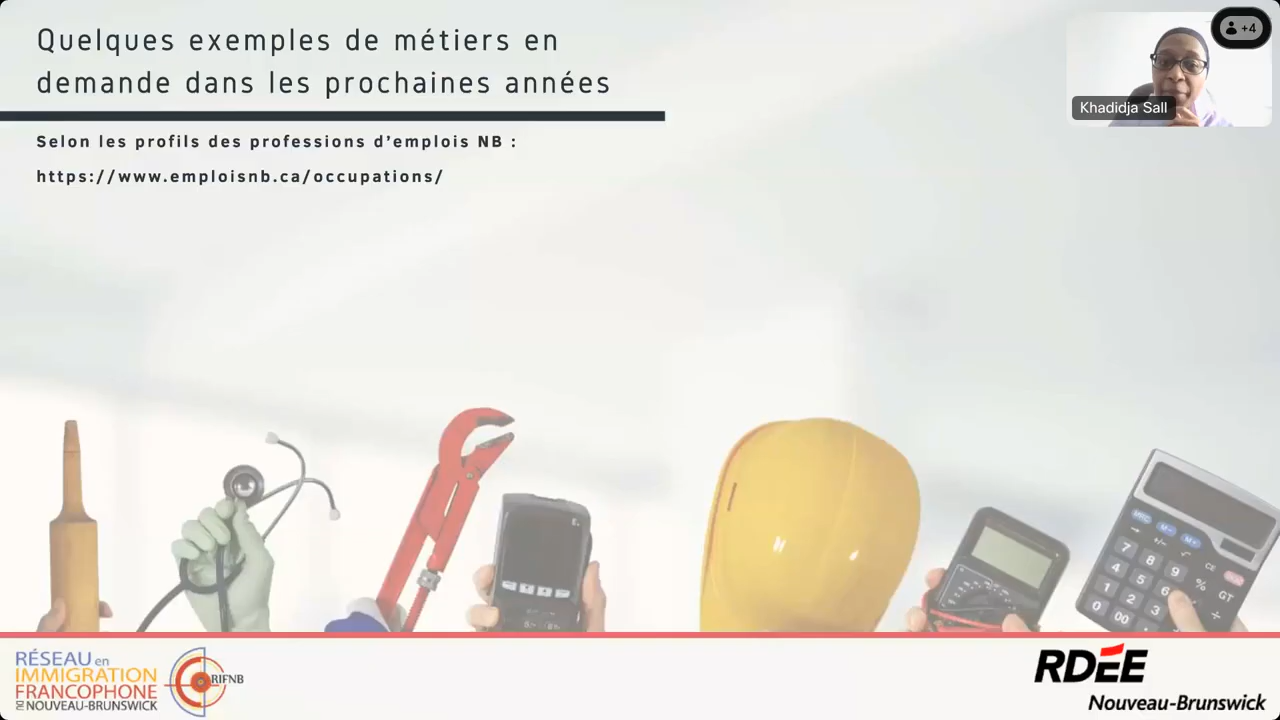 Quelques exemples de métiers en
demande dans les prochaines années
Selon les profils des professions d'emplois NB :
https://www.emploisnb.ca/occupations/
+4
Khadidja Sall
RÉSEAU en
IMMIGRATION
FRANCOPHONE
DU NOUVEAU-BRUNSWICK
RIFNB
RDÉE
Nouveau-Brunswick